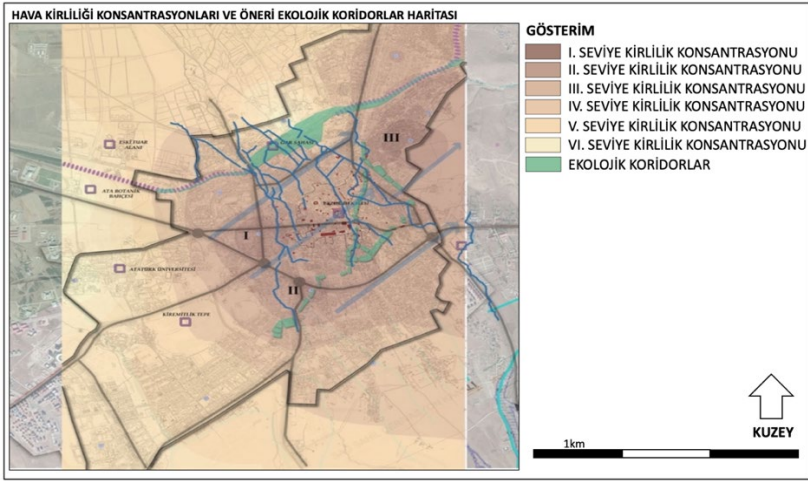 HAVA KİRLİLİĞİ KONSANTRASYONLARI VE ÖNERİ EKOLOJİK KORİDORLAR HARİTASI
GÖSTERİM
I. SEVİYE KİRLİLİK KONSANTRASYONU
II. SEVİYE KİRLİLİK KONSANTRASYONU
III. SEVİYE KİRLİLİK KONSANTRASYONU
IV. SEVİYE KİRLİLİK KONSANTRASYONU
V. SEVİYE KİRLİLİK KONSANTRASYONU
VI. SEVİYE KİRLİLİK KONSANTRASYONU
EKOLOJİK KORİDORLAR
III
ATA BOTANİK
BAHÇESİ
I
ATATÜRK ÜNİVERSİTESİ
II
KİREMİTLİK TEPE
KUZEY
1km